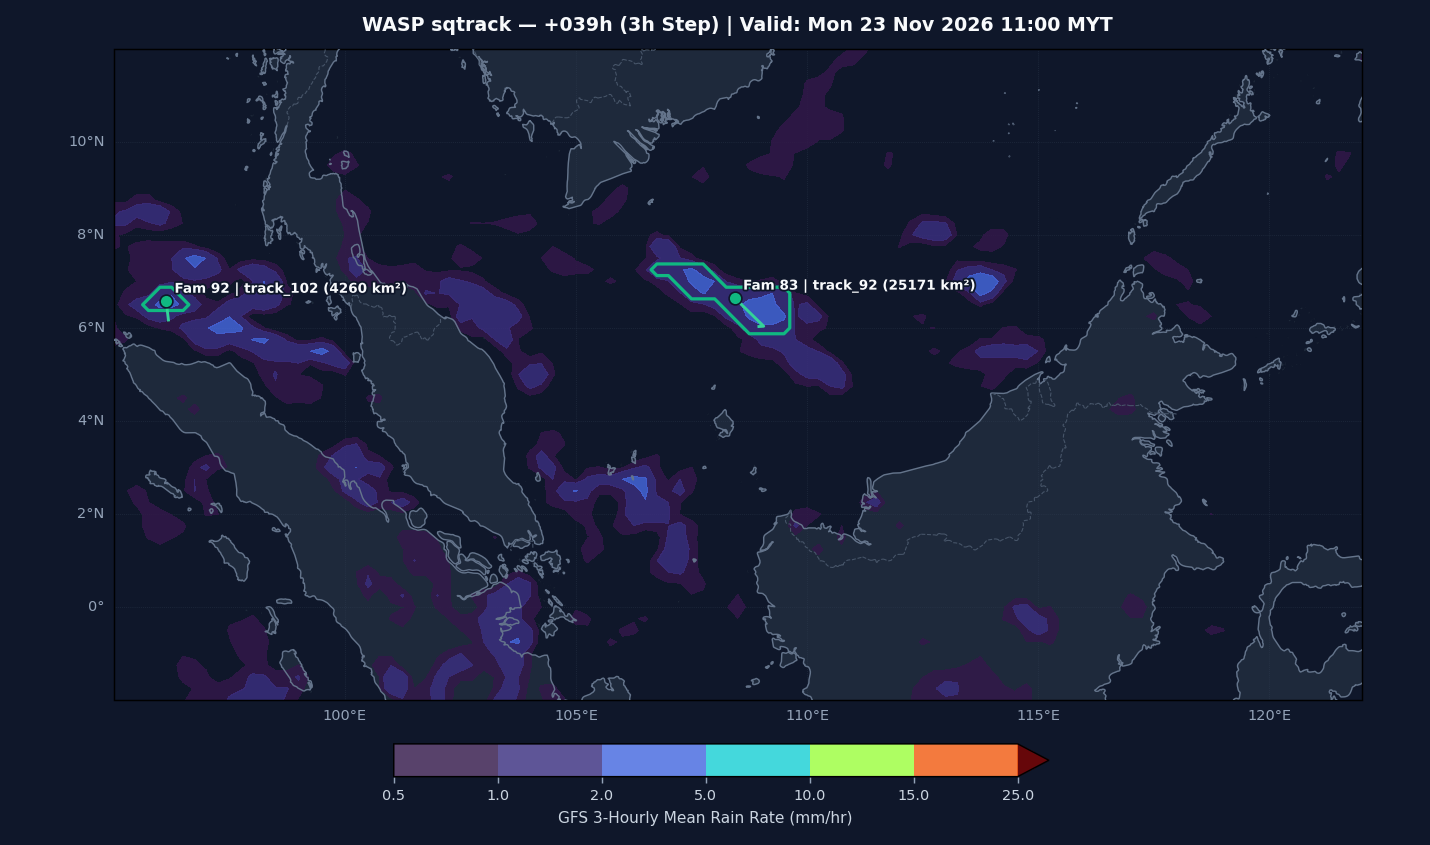 WASP sqtrack — +039h (3h Step) | Valid: Mon 23 Nov 2026 11:00 MYT
10°N
8°N
Fam 92 | track_102 (4260 km²)
Fam 83 | track_92 (25171 km²)
6°N
4°N
2°N
0°
100°E 105°E 110°E 115°E 120°E
0.5 1.0 2.0 5.0 10.0 15.0 25.0
GFS 3-Hourly Mean Rain Rate (mm/hr)